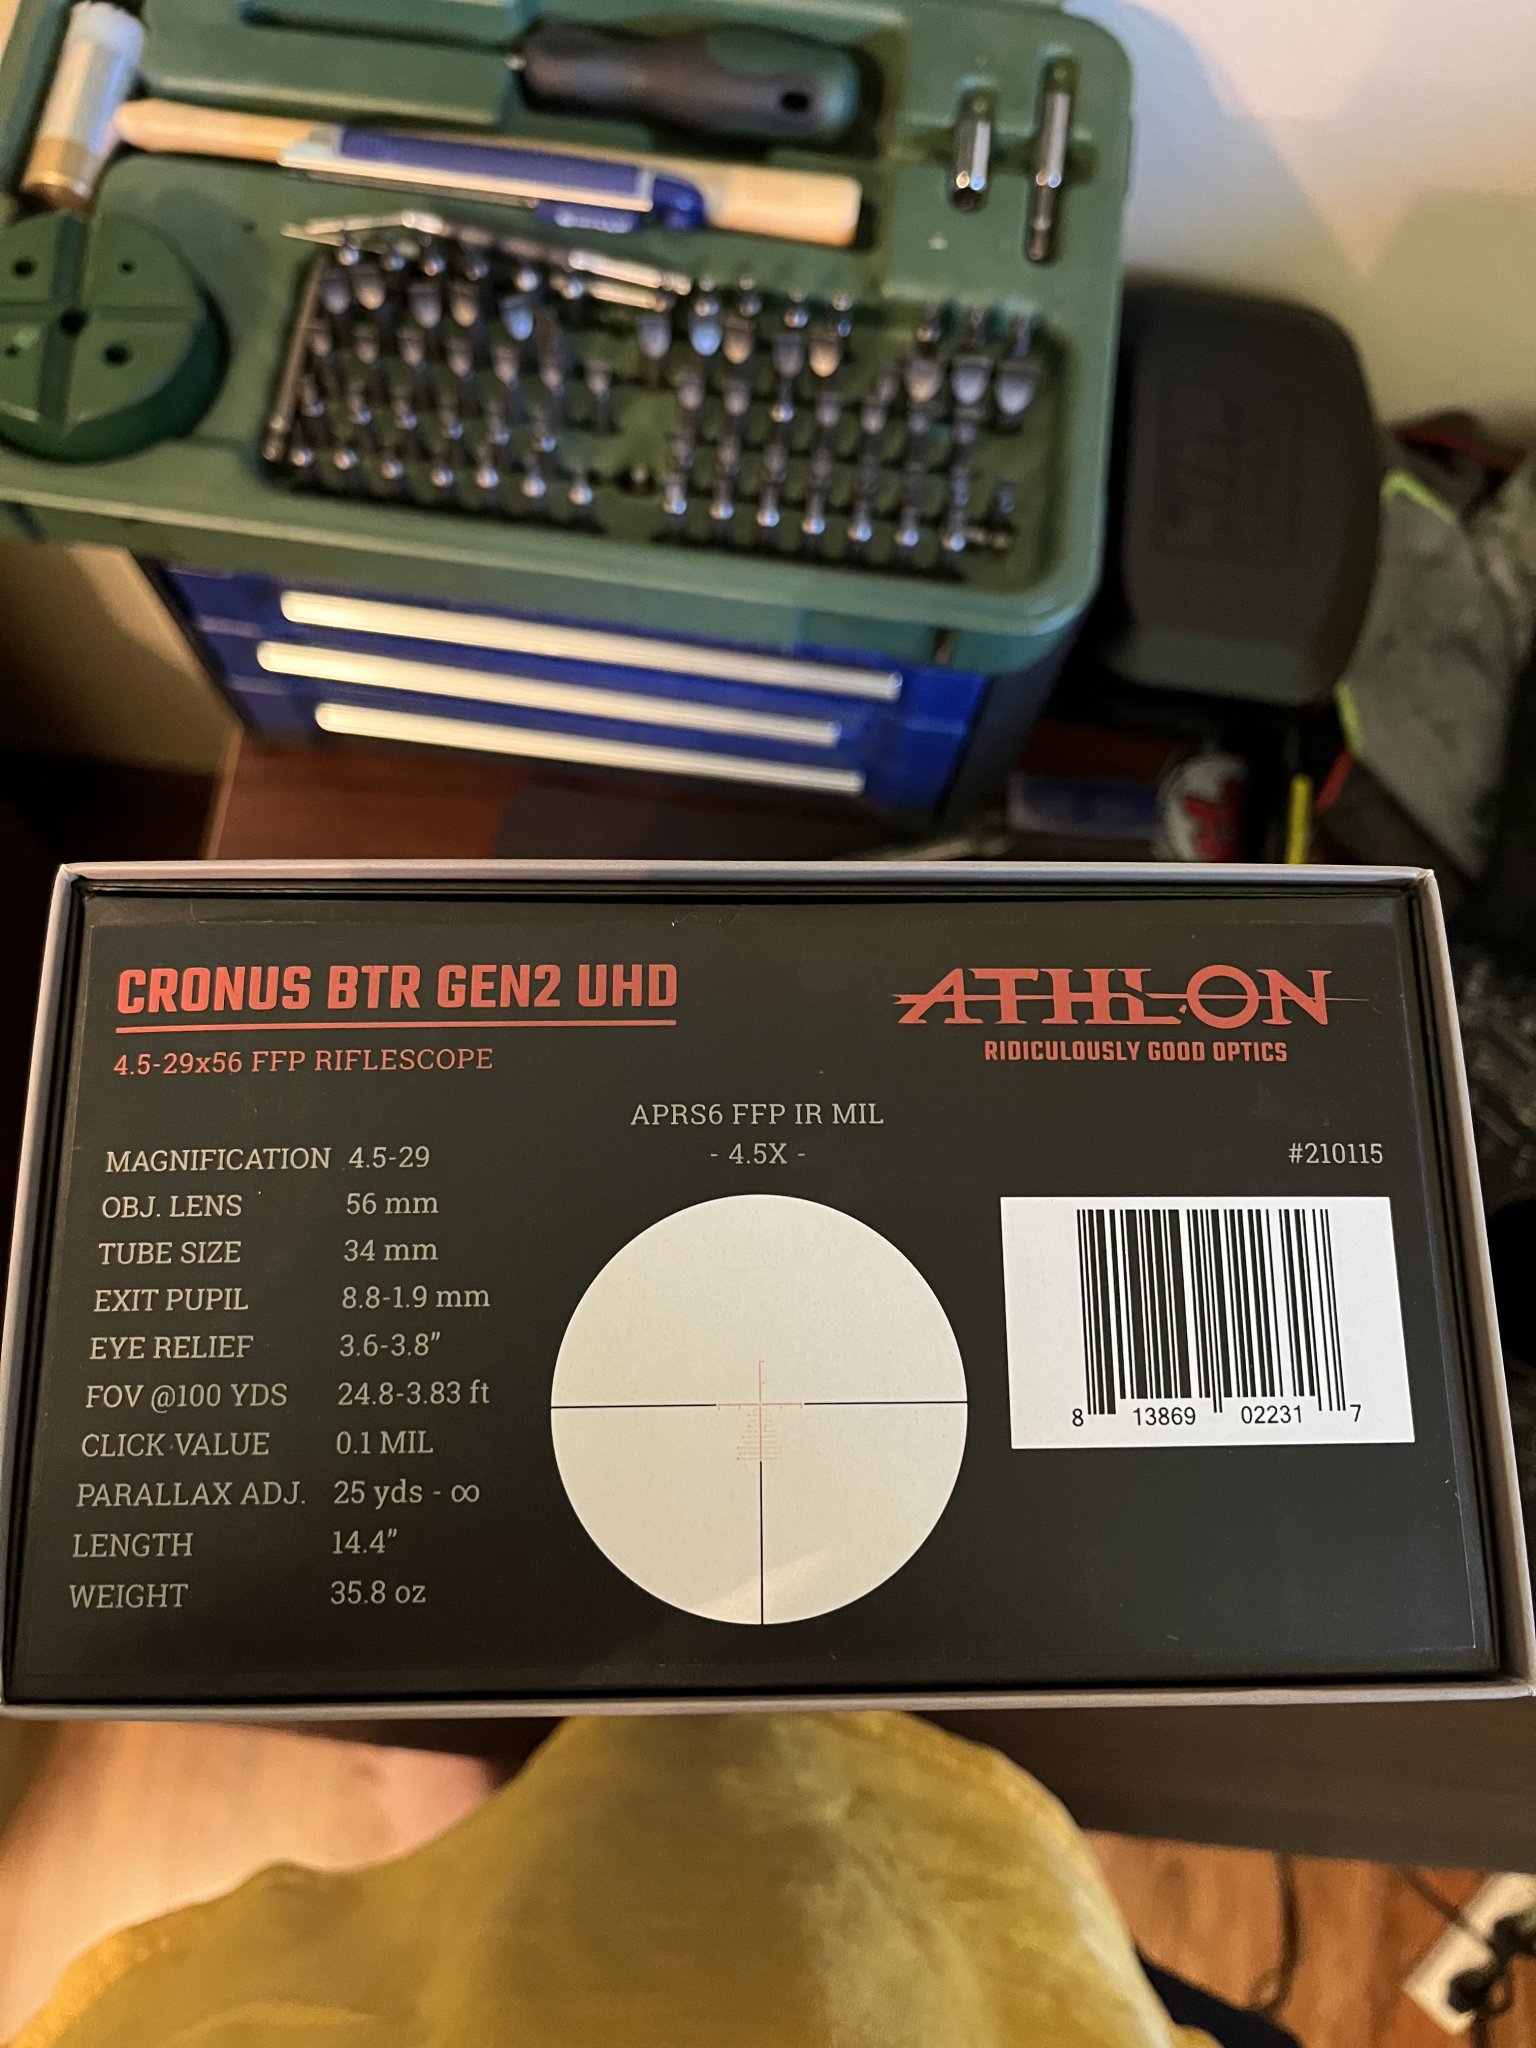 CRONUS BTR GEN2 UHD
4.5-29x56 FFP RIFLESCOPE
ATHLON
RIDICULOUSLY GOOD OPTICS
MAGNIFICATION 4.5-29
OBJ. LENS 56 mm
TUBE SIZE 34 mm
EXIT PUPIL 8.8-1.9 mm
EYE RELIEF 3.6-3.8”
FOV @100 YDS 24.8-3.83 ft
CLICK VALUE 0.1 MIL
PARALLAX ADJ. 25 yds - ∞
LENGTH 14.4”
WEIGHT 35.8 oz
APRS6 FFP IR MIL
- 4.5X -
#210115
8 13869 02231 7